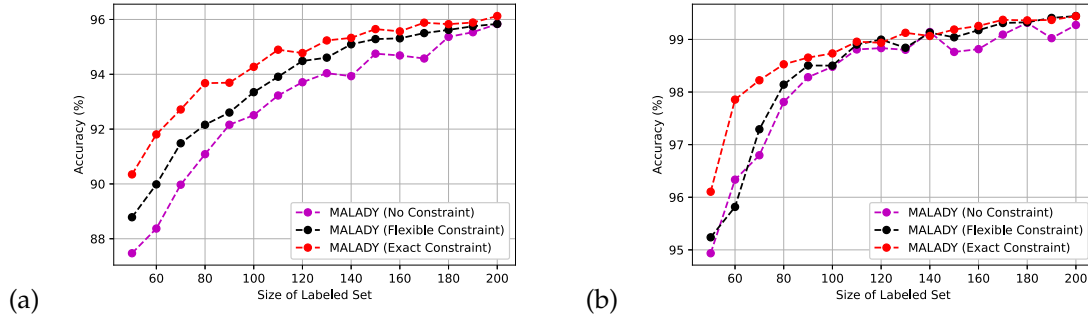 96
94
92
90
88
Accuracy (%)
MALADY (No Constraint)
MALADY (Flexible Constraint)
MALADY (Exact Constraint)
60 80 100 120 140 160 180 200
Size of Labeled Set
(a)
99
98
97
96
95
Accuracy (%)
MALADY (No Constraint)
MALADY (Flexible Constraint)
MALADY (Exact Constraint)
60 80 100 120 140 160 180 200
Size of Labeled Set
(b)